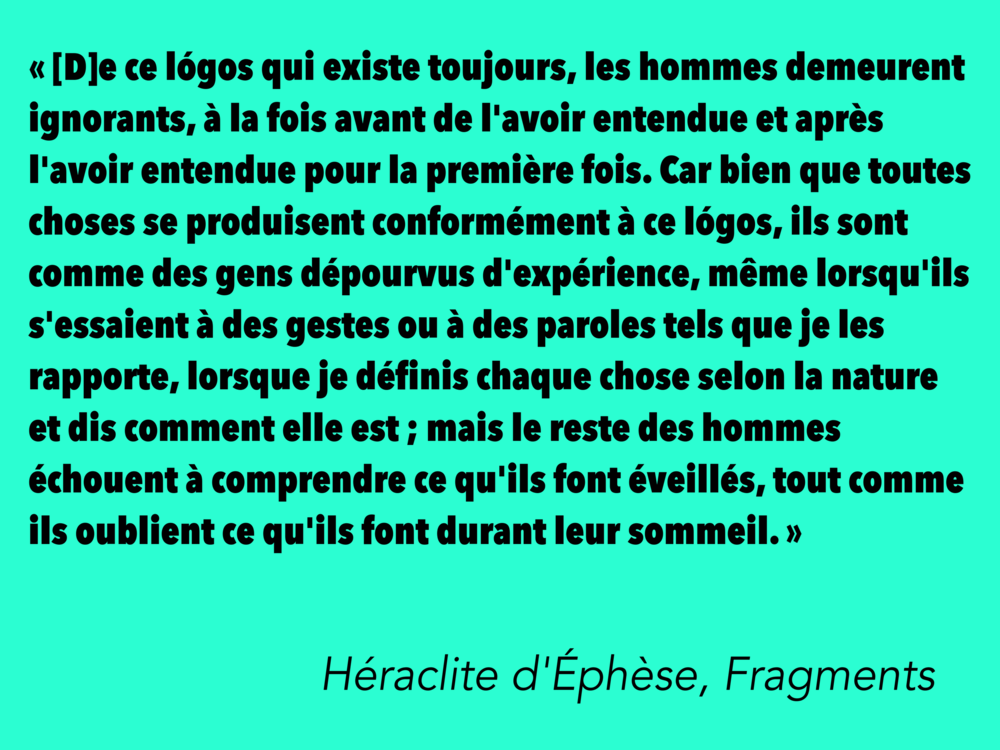 « [D]e ce lógos qui existe toujours, les hommes demeurent
ignorants, à la fois avant de l'avoir entendue et après
l'avoir entendue pour la première fois. Car bien que toutes
choses se produisent conformément à ce lógos, ils sont
comme des gens dépourvus d'expérience, même lorsqu'ils
s'essaient à des gestes ou à des paroles tels que je les
rapporte, lorsque je définis chaque chose selon la nature
et dis comment elle est ; mais le reste des hommes
échouent à comprendre ce qu'ils font éveillés, tout comme
ils oublient ce qu'ils font durant leur sommeil. »
Héraclite d'Éphèse, Fragments